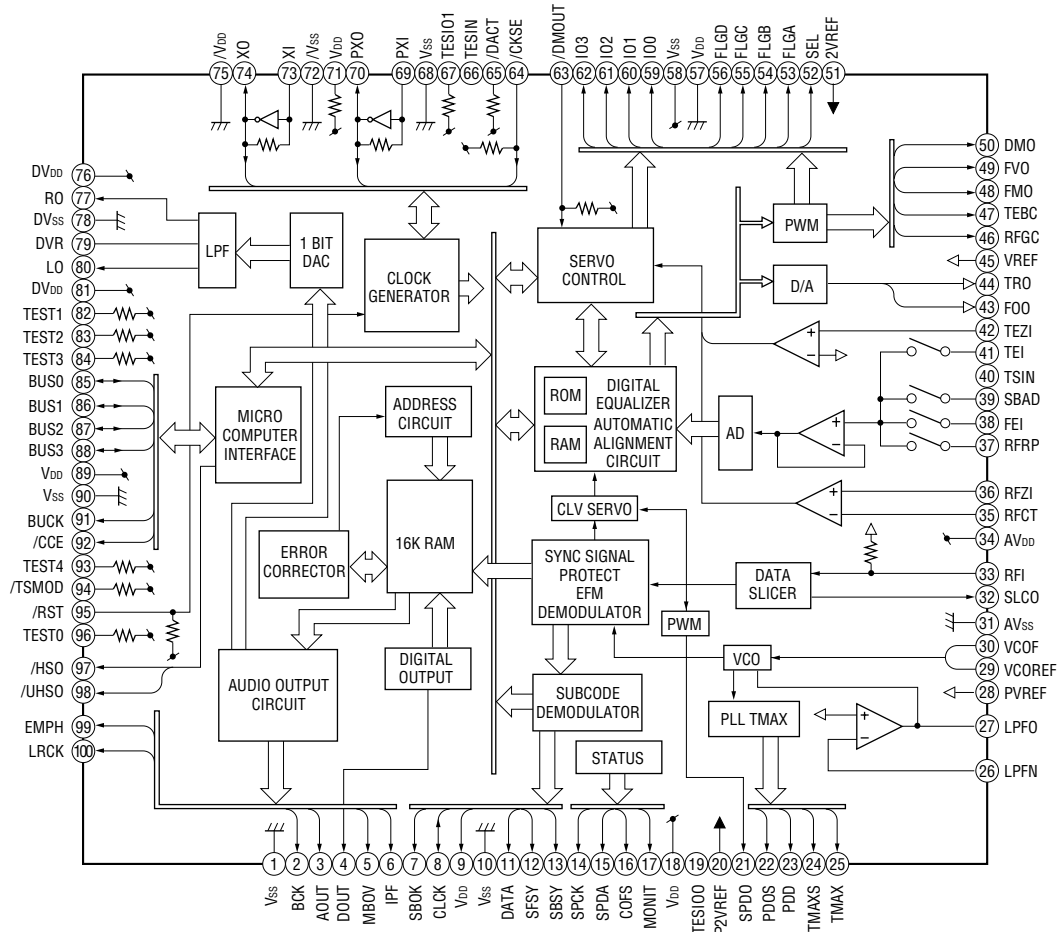 /VDD
XO
XI
/VSS
VDD
PXO
PXI
VSS
TESIO1
TESIN
/DACT
/CKSE
/DMOUT
IO3
IO2
IO1
IO0
VSS
VDD
FLGD
FLGC
FLGB
FLGA
SEL
2VREF
75
74
73
72
71
70
69
68
67
66
65
64
63
62
61
60
59
58
57
56
55
54
53
52
51
DVDD 76
RO 77
DVSS 78
DVR 79
LO 80
DVDD 81
TEST1 82
TEST2 83
TEST3 84
BUS0 85
BUS1 86
BUS2 87
BUS3 88
VDD 89
VSS 90
BUCK 91
/CCE 92
TEST4 93
/TSMOD 94
/RST 95
TEST0 96
/HSO 97
/UHSO 98
EMPH 99
LRCK 100
LPF
1 BIT
DAC
CLOCK
GENERATOR
SERVO
CONTROL
PWM
D/A
MICRO
COMPUTER
INTERFACE
ADDRESS
CIRCUIT
ROM
RAM
DIGITAL
EQUALIZER
AUTOMATIC
ALIGNMENT
CIRCUIT
AD
+
−
+
−
+
−
CLV SERVO
16K RAM
ERROR
CORRECTOR
SYNC SIGNAL
PROTECT
EFM
DEMODULATOR
DATA
SLICER
PWM
VCO
AUDIO OUTPUT
CIRCUIT
DIGITAL
OUTPUT
SUBCODE
DEMODULATOR
PLL TMAX
+
−
STATUS
50 DMO
49 FVO
48 FMO
47 TEBC
46 RFGC
45 VREF
44 TRO
43 FOO
42 TEZI
41 TEI
40 TSIN
39 SBAD
38 FEI
37 RFRP
36 RFZI
35 RFCT
34 AVDD
33 RFI
32 SLCO
31 AVSS
30 VCOF
29 VCOREF
28 PVREF
27 LPFO
26 LPFN
1
2
3
4
5
6
7
8
9
10
11
12
13
14
15
16
17
18
19
20
21
22
23
24
25
VSS
BCK
AOUT
DOUT
MBOV
IPF
SBOK
CLCK
VDD
VSS
DATA
SFSY
SBSY
SPCK
SPDA
COFS
MONIT
VDD
TESIO0
P2VREF
SPDO
PDOS
PDD
TMAXS
TMAX